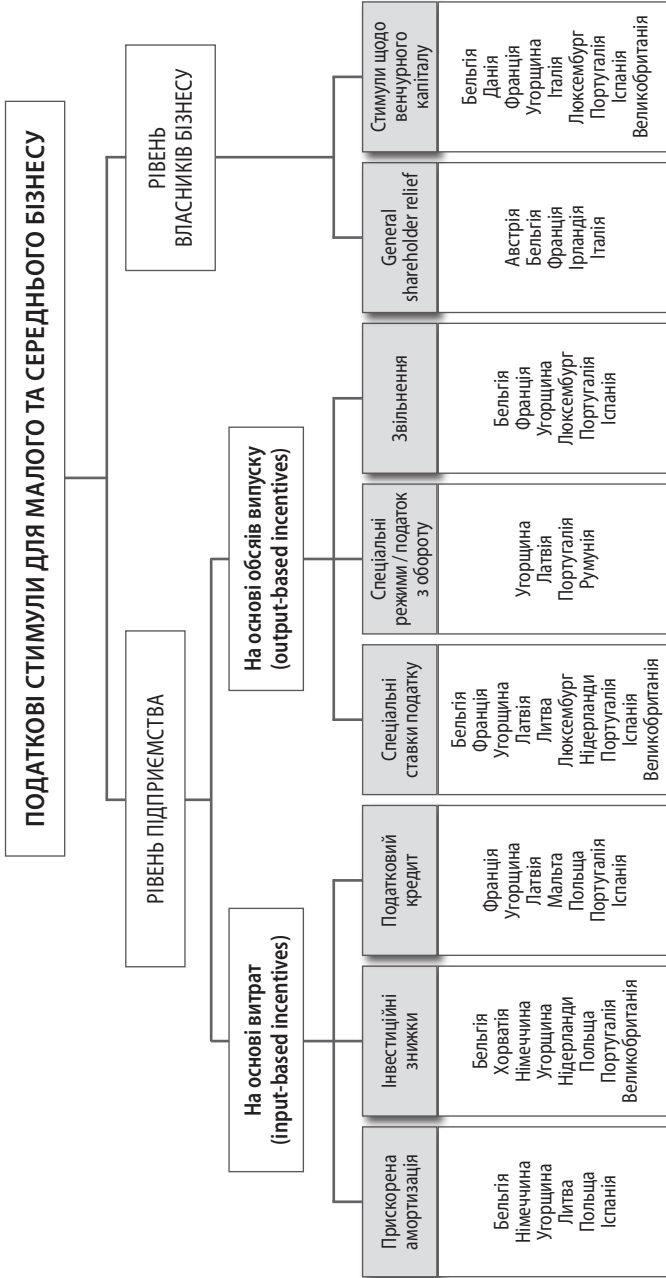 ПОДАТКОВІ СТИМУЛИ ДЛЯ МАЛОГО ТА СЕРЕДНЬОГО БІЗНЕСУ
РІВЕНЬ ПІДПРИЄМСТВА
РІВЕНЬ
ВЛАСНИКІВ БІЗНЕСУ
На основі витрат
(input-based incentives)
На основі обсяів випуску
(output-based incentives)
Прискорена
амортизація
Бельгія
Німеччина
Угорщина
Литва
Польща
Іспанія
Інвестиційні
знижки
Бельгія
Хорватія
Німеччина
Угорщина
Нідерланди
Польща
Португалія
Великобританія
Податковий
кредит
Франція
Угорщина
Латвія
Мальта
Польща
Португалія
Іспанія
Спеціальні
ставки податку
Бельгія
Франція
Угорщина
Латвія
Литва
Люксембург
Нідерланди
Португалія
Іспанія
Великобританія
Спеціальні
режими / податок
з обороту
Угорщина
Латвія
Португалія
Румунія
Звільнення
Бельгія
Франція
Угорщина
Люксембург
Португалія
Іспанія
General
shareholder relief
Австрія
Бельгія
Франція
Ірландія
Італія
Стимули щодо
венчурного
капіталу
Бельгія
Данія
Франція
Угорщина
Італія
Люксембург
Португалія
Іспанія
Великобританія